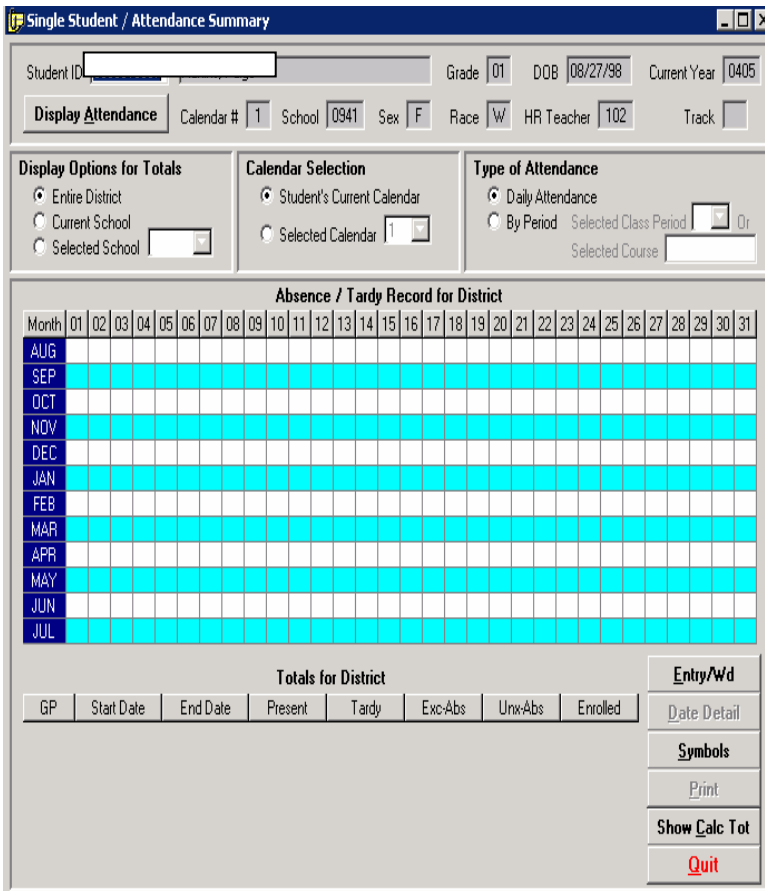 Single Student / Attendance Summary
Student ID Grade 01 DOB 08/27/98 Current Year 0405
Display Attendance Calendar # 1 School 0941 Sex F Race W HR Teacher 102 Track
Display Options for Totals Calendar Selection Type of Attendance
Entire District Student's Current Calendar Daily Attendance
Current School By Period Selected Class Period Or
Selected School Selected Calendar 1 Selected Course
Absence / Tardy Record for District
Month 01 02 03 04 05 06 07 08 09 10 11 12 13 14 15 16 17 18 19 20 21 22 23 24 25 26 27 28 29 30 31
AUG
SEP
OCT
NOV
DEC
JAN
FEB
MAR
APR
MAY
JUN
JUL
Totals for District Entry/Wd
GP Start Date End Date Present Tardy Exc-Abs Unx-Abs Enrolled Date Detail
Symbols
Print
Show Calc Tot
Quit